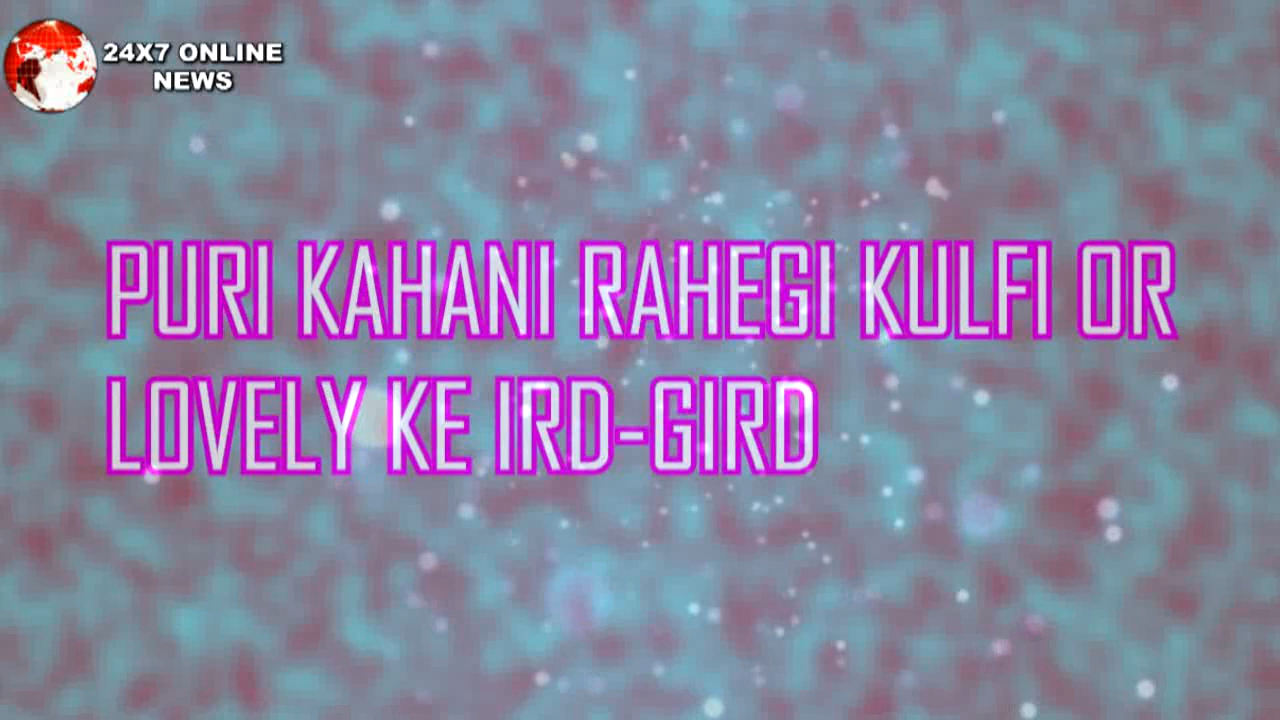 24X7 ONLINE
NEWS
PURI KAHANI RAHEGI KULFI OR
LOVELY KE IRD-GIRD